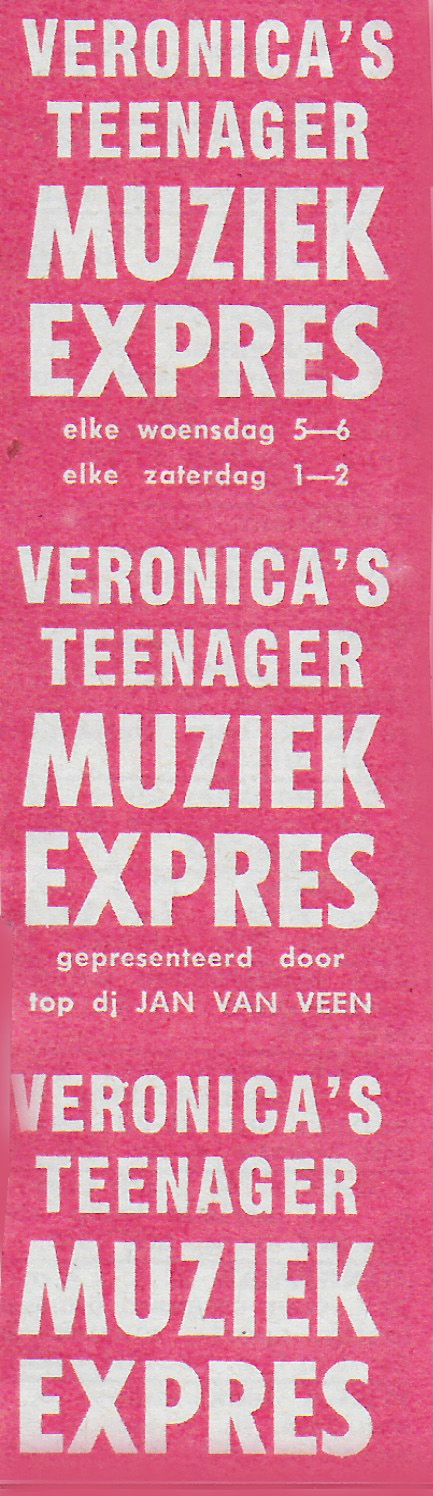 VERONICA'S
TEENAGER
MUZIEK
EXPRES
elke woensdag 5—6
elke zaterdag 1—2
VERONICA'S
TEENAGER
MUZIEK
EXPRES
gepresenteerd door
top dj JAN VAN VEEN
VERONICA'S
TEENAGER
MUZIEK
EXPRES